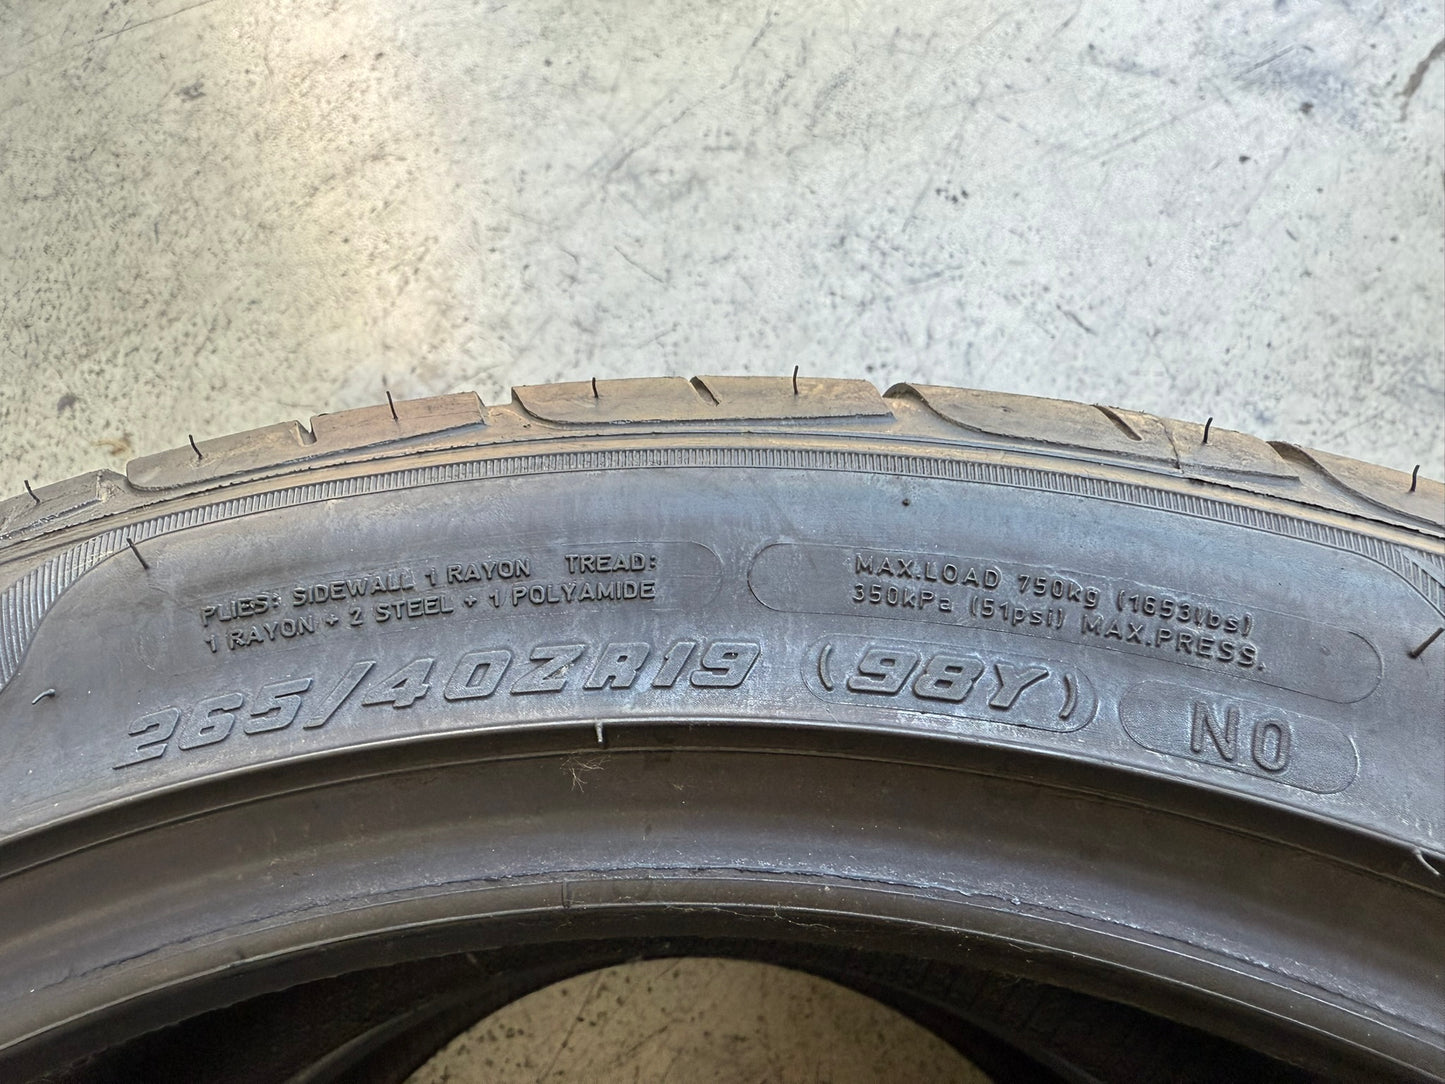 PLIES: SIDEWALL 1 RAYON TREAD:
1 RAYON + 2 STEEL + 1 POLYAMIDE
MAX.LOAD 750kg (1653lbs)
350kPa (51psi) MAX.PRESS.
265/40ZR19 (98Y) N0